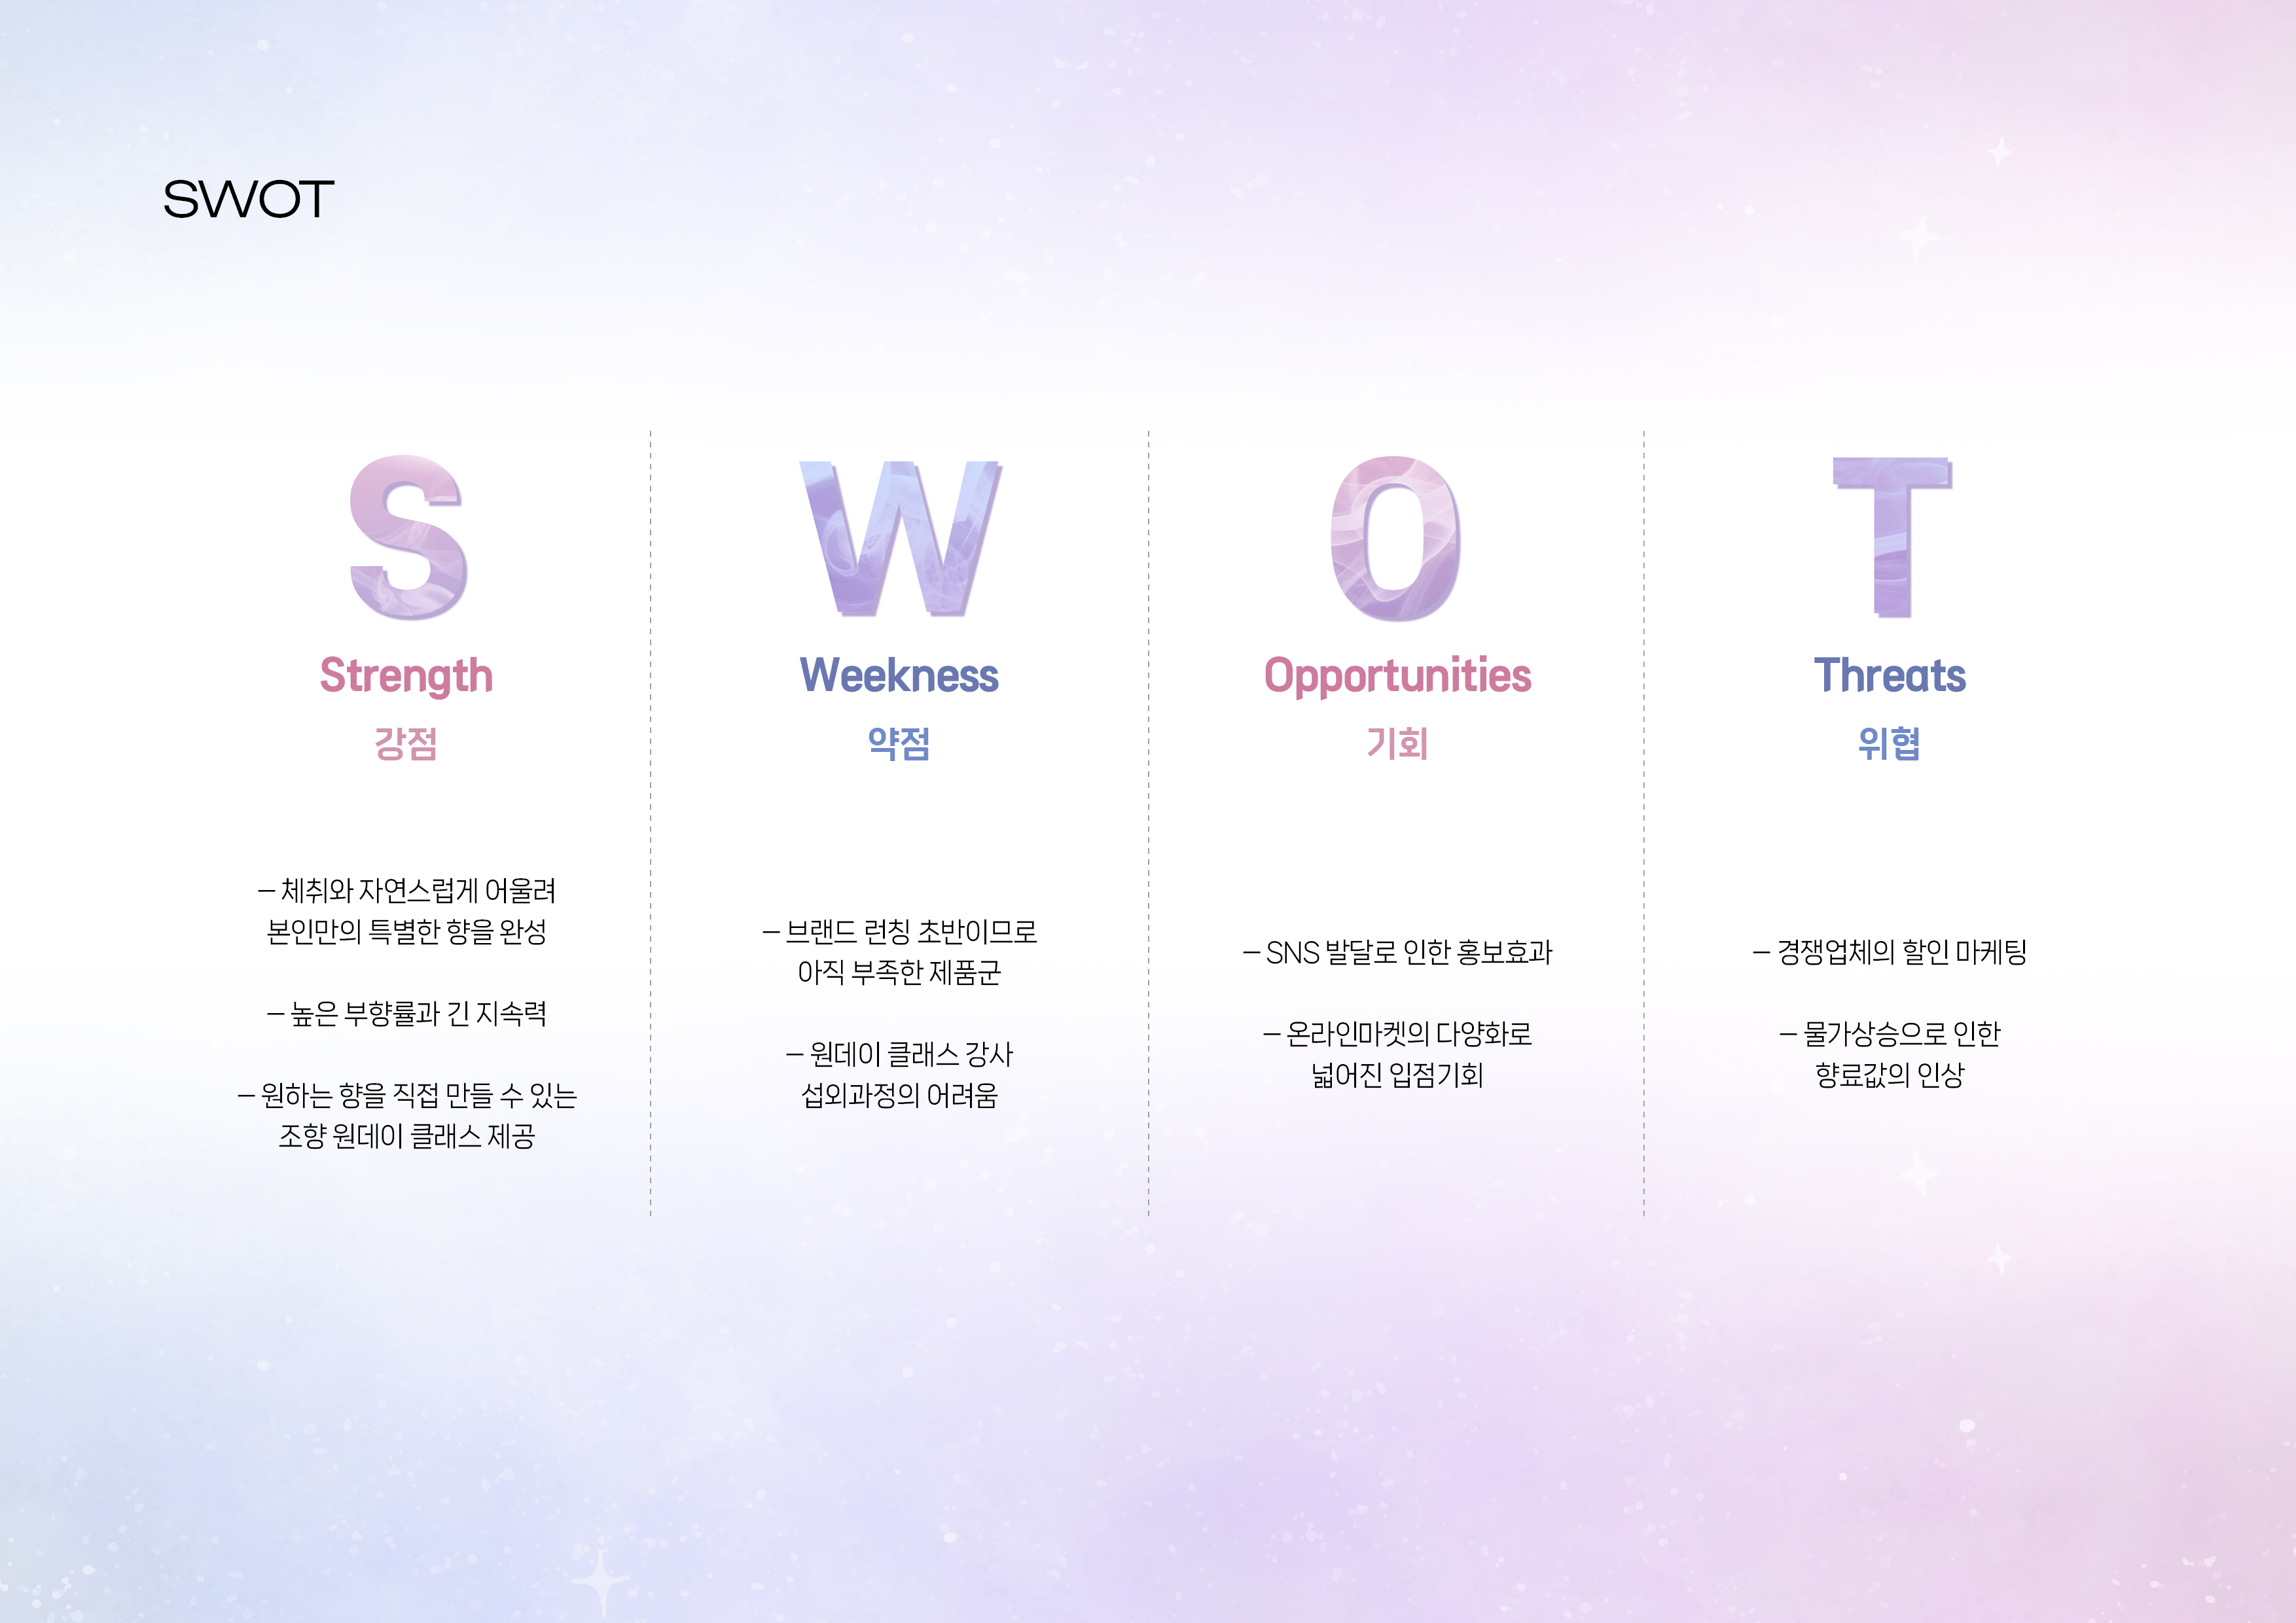 SWOT
S
Strength
강점
– 체취와 자연스럽게 어울려
본인만의 특별한 향을 완성
– 높은 부향률과 긴 지속력
– 원하는 향을 직접 만들 수 있는
조향 원데이 클래스 제공
W
Weekness
약점
– 브랜드 런칭 초반이므로
아직 부족한 제품군
– 원데이 클래스 강사
섭외과정의 어려움
O
Opportunities
기회
– SNS 발달로 인한 홍보효과
– 온라인마켓의 다양화로
넓어진 입점기회
T
Threats
위협
– 경쟁업체의 할인 마케팅
– 물가상승으로 인한
향료값의 인상